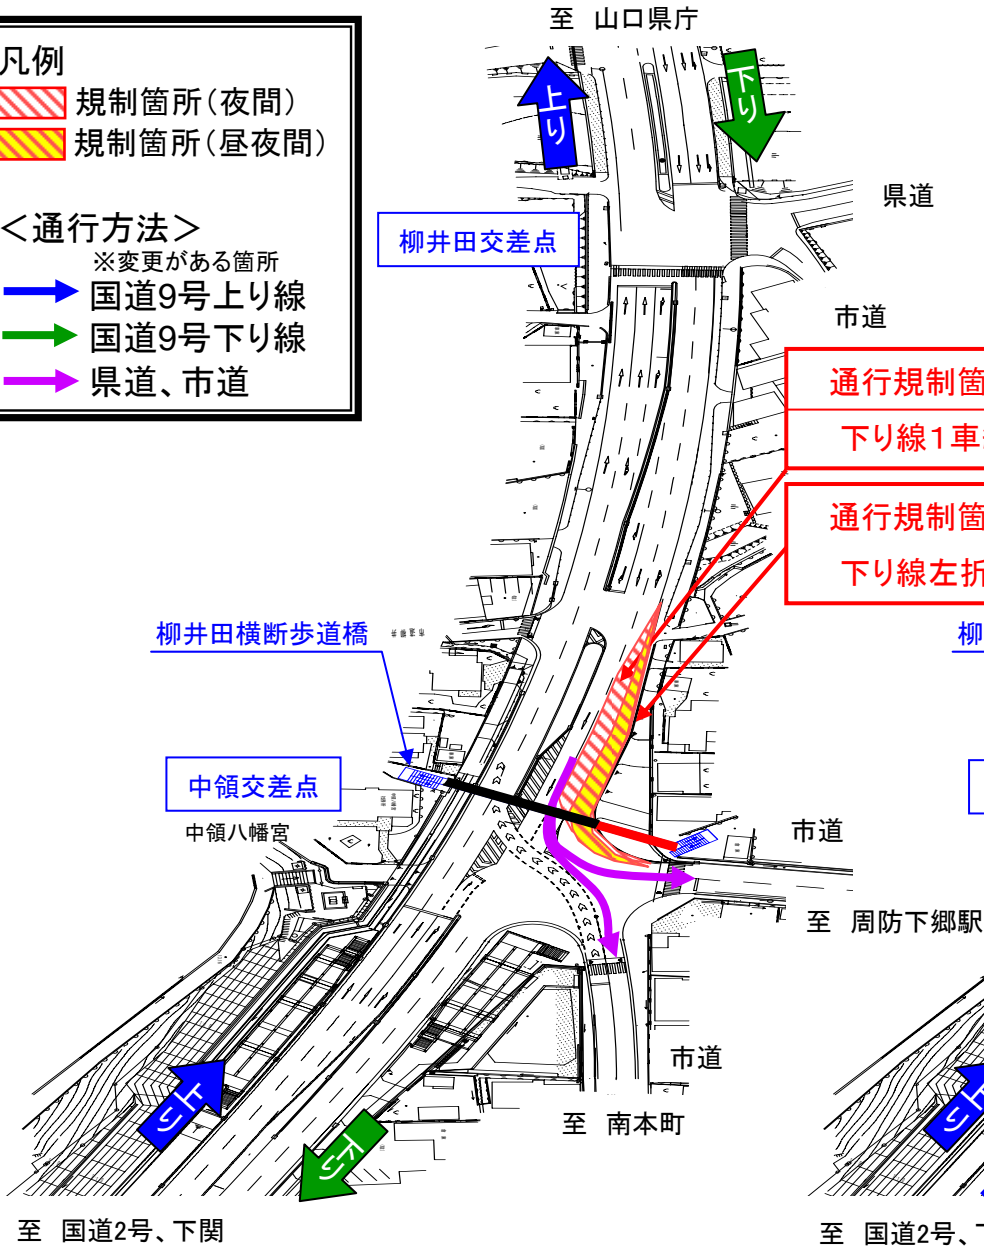 至 山口県庁
凡例
規制箇所(夜間)
規制箇所(昼夜間)
＜通行方法＞
※変更がある箇所
国道9号上り線
国道9号下り線
県道、市道
上り
下り
県道
柳井田交差点
市道
通行規制箇
下り線１車
通行規制箇
下り線左折
柳井田横断歩道橋
柳
中領交差点
中領八幡宮
市道
至 周防下郷駅
市道
至 南本町
上り
下り
上り
至 国道2号、下関
至 国道2号、